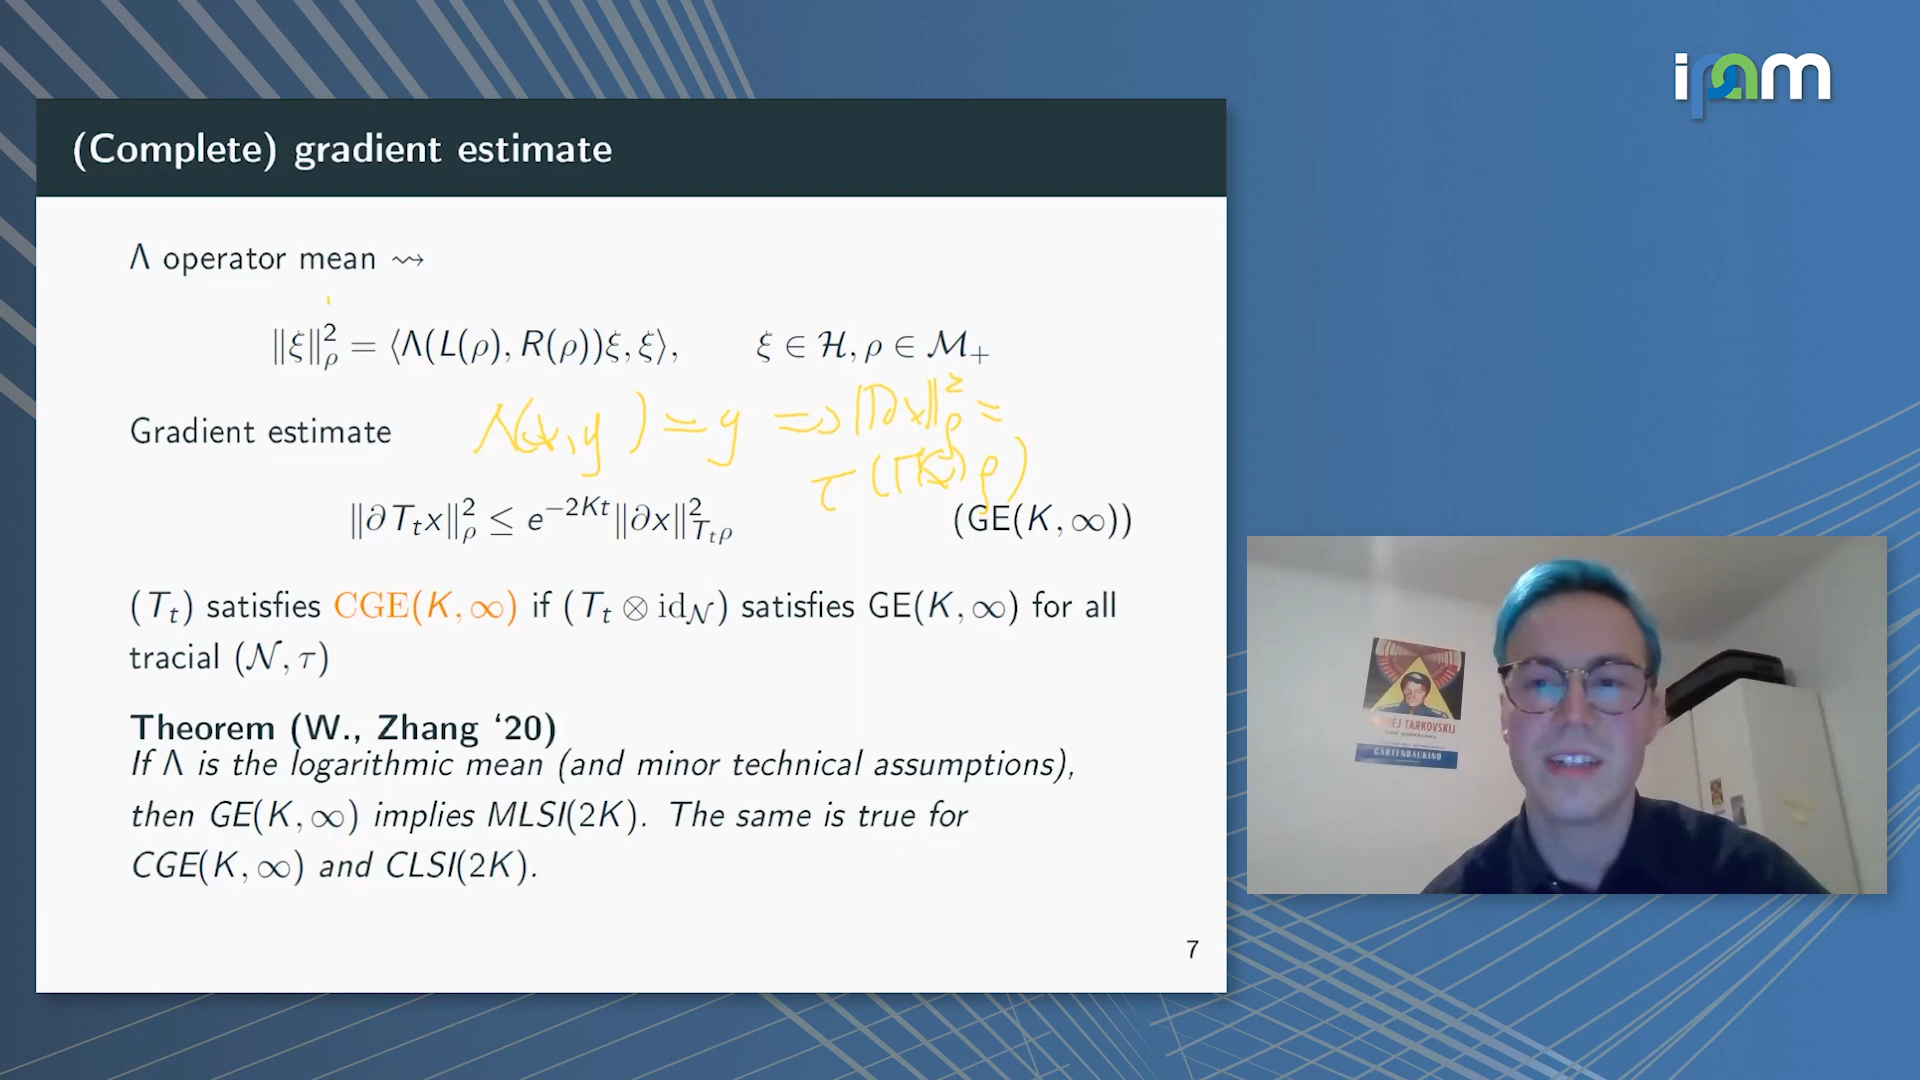 ipam
(Complete) gradient estimate
Λ operator mean ⇝
‖ξ‖²_ρ = ⟨Λ(L(ρ), R(ρ))ξ, ξ⟩,  ξ ∈ ℋ, ρ ∈ ℳ₊
Gradient estimate
Λ(x, y) = y ⇒ ‖∂x‖²_ρ =
τ(Γ(x)ρ)
‖∂T_t x‖²_ρ ≤ e^{−2Kt}‖∂x‖²_{T_t ρ}  (GE(K, ∞))
(T_t) satisfies CGE(K, ∞) if (T_t ⊗ id_𝒩) satisfies GE(K, ∞) for all
tracial (𝒩, τ)
Theorem (W., Zhang ‘20)
If Λ is the logarithmic mean (and minor technical assumptions),
then GE(K, ∞) implies MLSI(2K). The same is true for
CGE(K, ∞) and CLSI(2K).
7
TARKOVSKIJ
GARTENBAUKINO